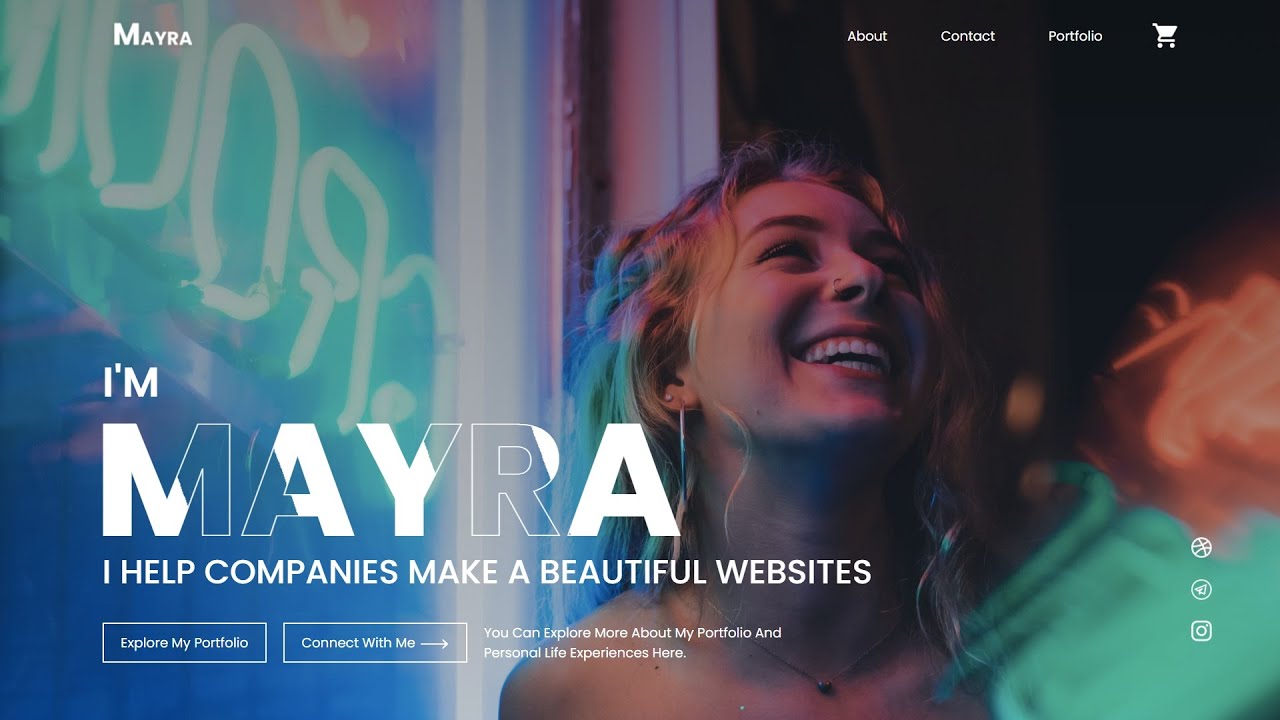 MAYRA
About
Contact
Portfolio
I'M
MAYRA
I HELP COMPANIES MAKE A BEAUTIFUL WEBSITES
Explore My Portfolio
Connect With Me
You Can Explore More About My Portfolio And
Personal Life Experiences Here.